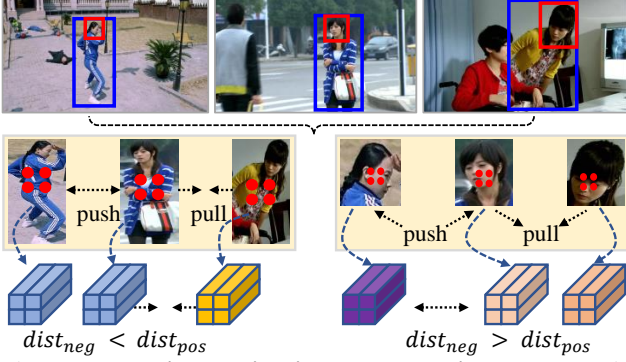 push pull
push pull
dist_neg < dist_pos
dist_neg > dist_pos